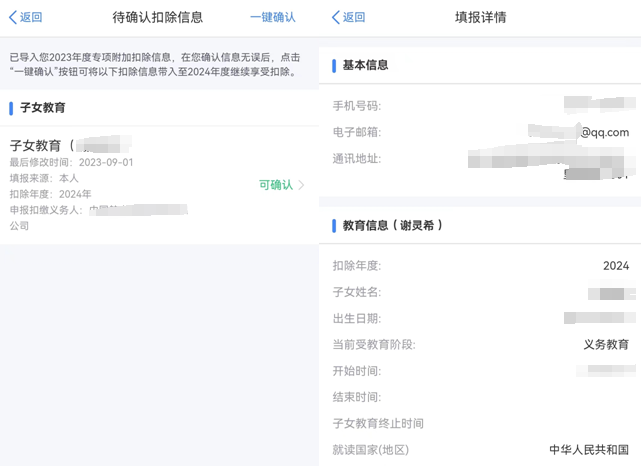 返回
待确认扣除信息
一键确认
已导入您2023年度专项附加扣除信息，在您确认信息无误后，点击
“一键确认”按钮可将以下扣除信息带入至2024年度继续享受扣除。
子女教育
子女教育（
最后修改时间：2023-09-01
填报来源：本人
可确认
扣除年度：2024年
申报扣缴义务人：
公司
返回
填报详情
基本信息
手机号码:
电子邮箱:
@qq.com
通讯地址:
教育信息（谢灵希）
扣除年度:
2024
子女姓名:
出生日期:
当前受教育阶段:
义务教育
开始时间:
结束时间:
子女教育终止时间
就读国家(地区)
中华人民共和国